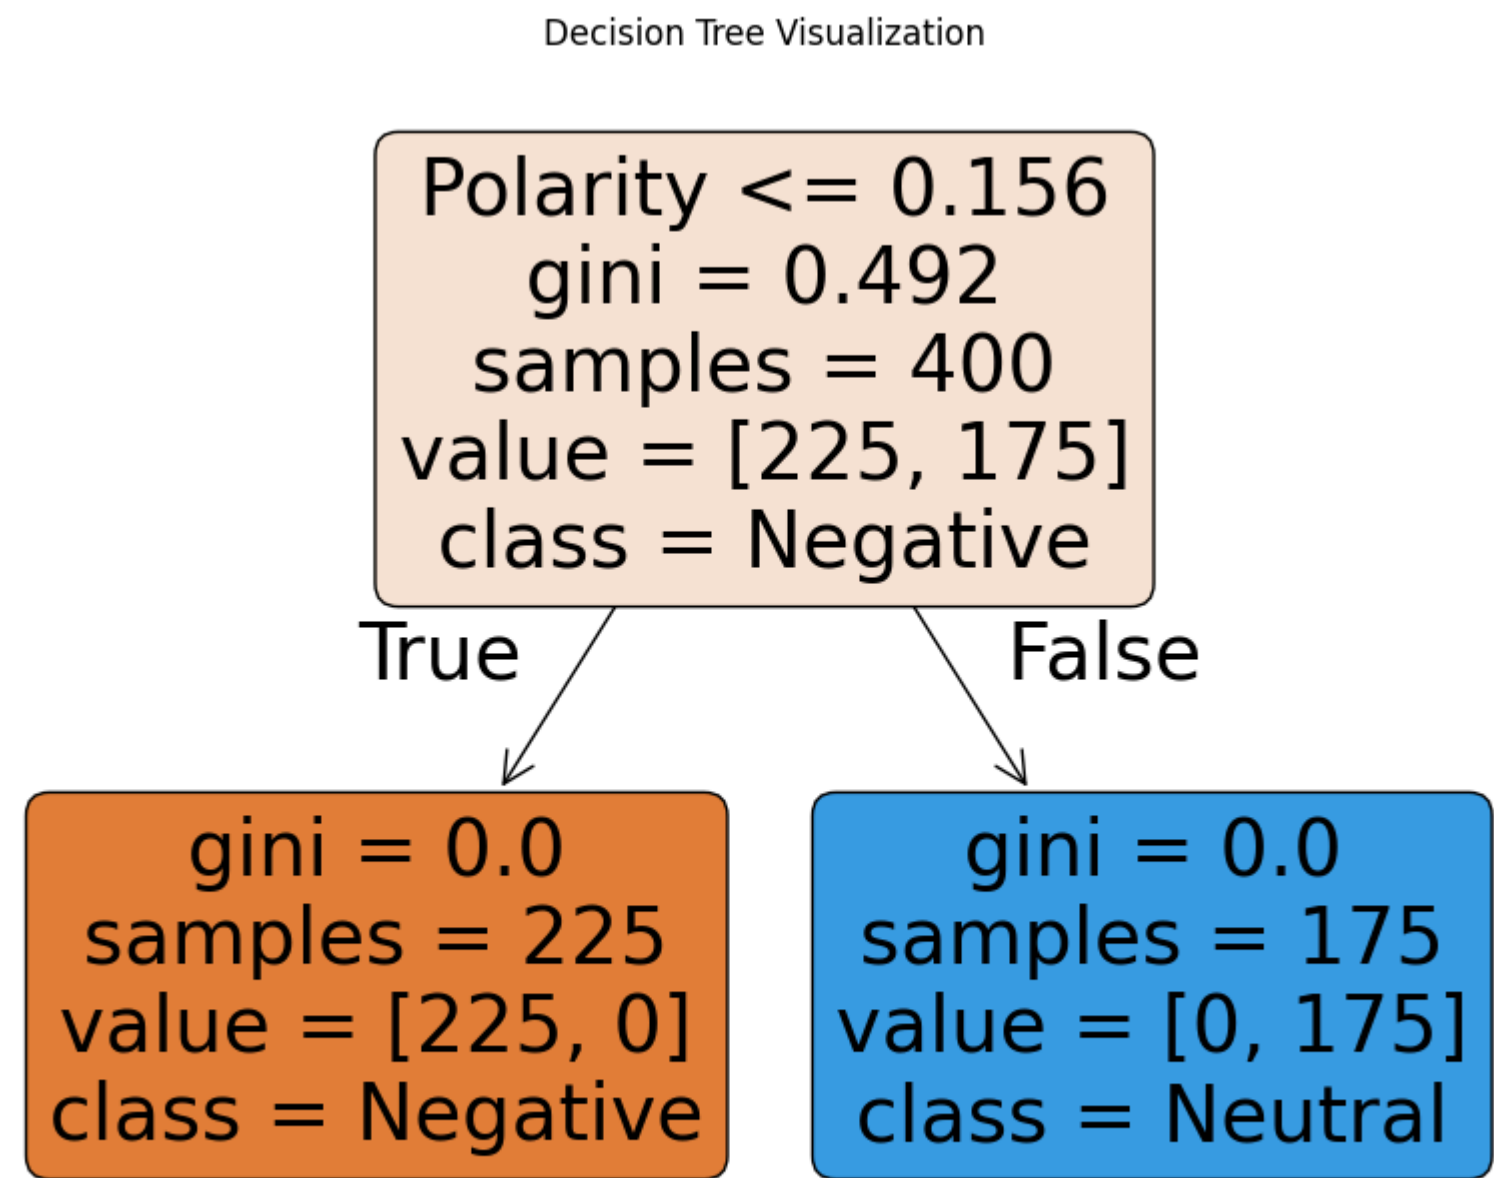 Decision Tree Visualization
Polarity <= 0.156
gini = 0.492
samples = 400
value = [225, 175]
class = Negative
True
False
gini = 0.0
samples = 225
value = [225, 0]
class = Negative
gini = 0.0
samples = 175
value = [0, 175]
class = Neutral